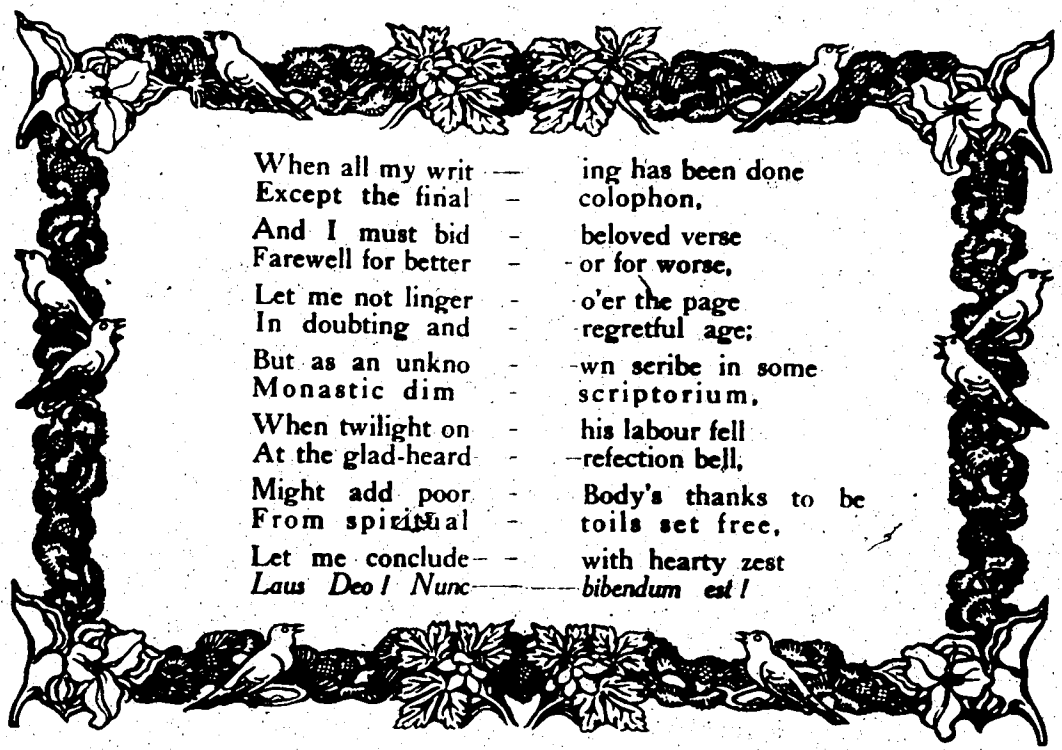 When all my writ — ing has been done
Except the final - colophon,
And I must bid - beloved verse
Farewell for better - - or for worse,
Let me not linger - o'er the page
In doubting and - regretful age;
But as an unkno - -wn scribe in some
Monastic dim - scriptorium,
When twilight on - his labour fell
At the glad-heard - —refection bell,
Might add poor - Body's thanks to be
From spiritual - toils set free,
Let me conclude- - with hearty zest
Laus Deo! Nunc——bibendum est!